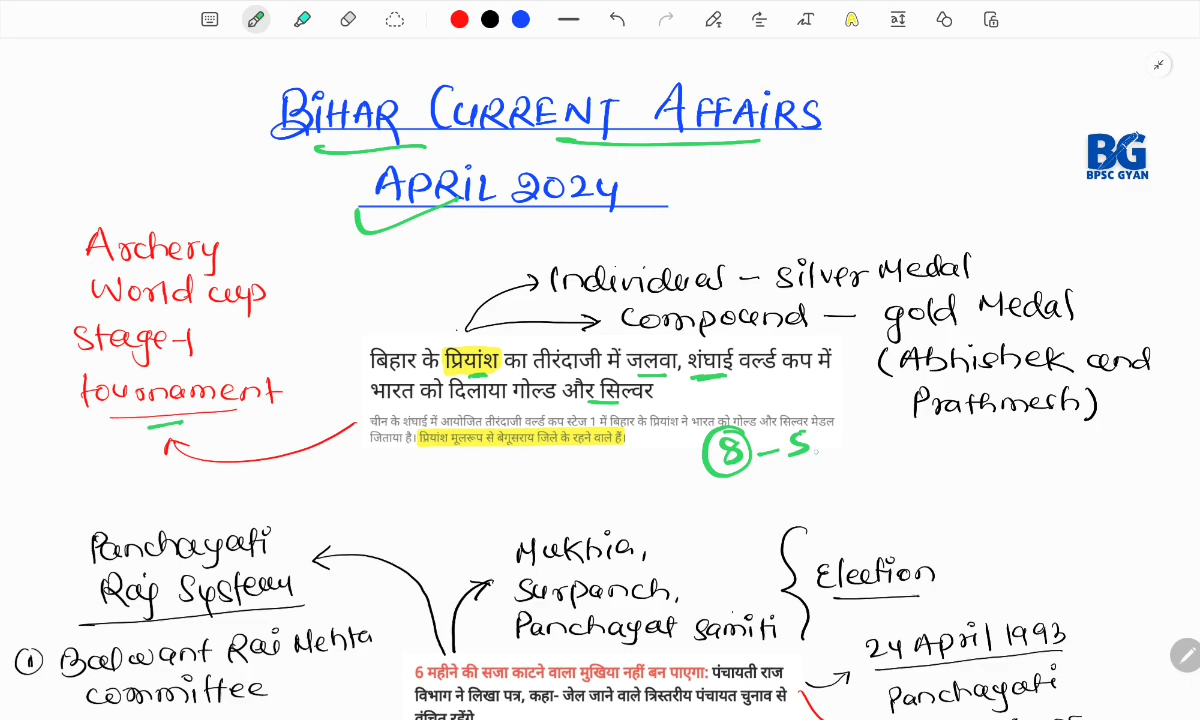 BIHAR CURRENT AFFAIRS
APRIL 2024
BG
BPSC GYAN
Archery
World cup
Stage-1
tournament
Individual - Silver Medal
Compound - gold Medal
(Abhishek and
Prathmesh)
बिहार के प्रियांश का तीरंदाजी में जलवा, शंघाई वर्ल्ड कप में
भारत को दिलाया गोल्ड और सिल्वर
चीन के शंघाई में आयोजित तीरंदाजी वर्ल्ड कप स्टेज 1 में बिहार के प्रियांश ने भारत को गोल्ड और सिल्वर मेडल
जिताया है। प्रियांश मूलरूप से बेगूसराय जिले के रहने वाले हैं।
8 - 5
Panchayati
Raj System
① Balwant Rai Mehta
committee
Mukhia,
Surpanch,
Panchayat Samiti
Election
24 April 1993
Panchayati
6 महीने की सजा काटने वाला मुखिया नहीं बन पाएगा: पंचायती राज
विभाग ने लिखा पत्र, कहा- जेल जाने वाले त्रिस्तरीय पंचायत चुनाव से
वंचित रहेंगे